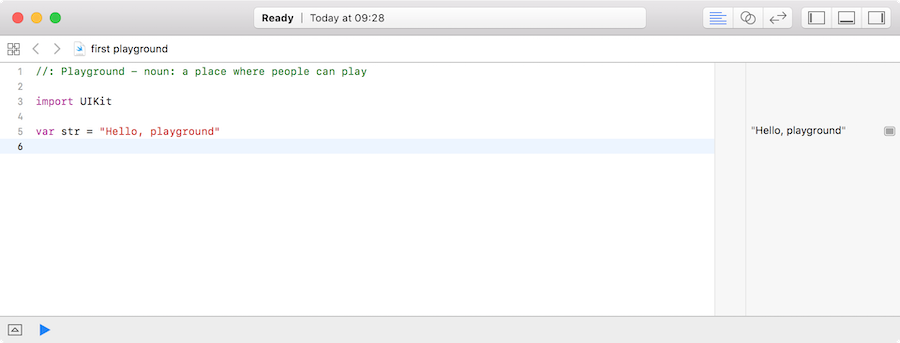 Ready | Today at 09:28
first playground
1 //: Playground - noun: a place where people can play
2
3 import UIKit
4
5 var str = "Hello, playground" "Hello, playground"
6